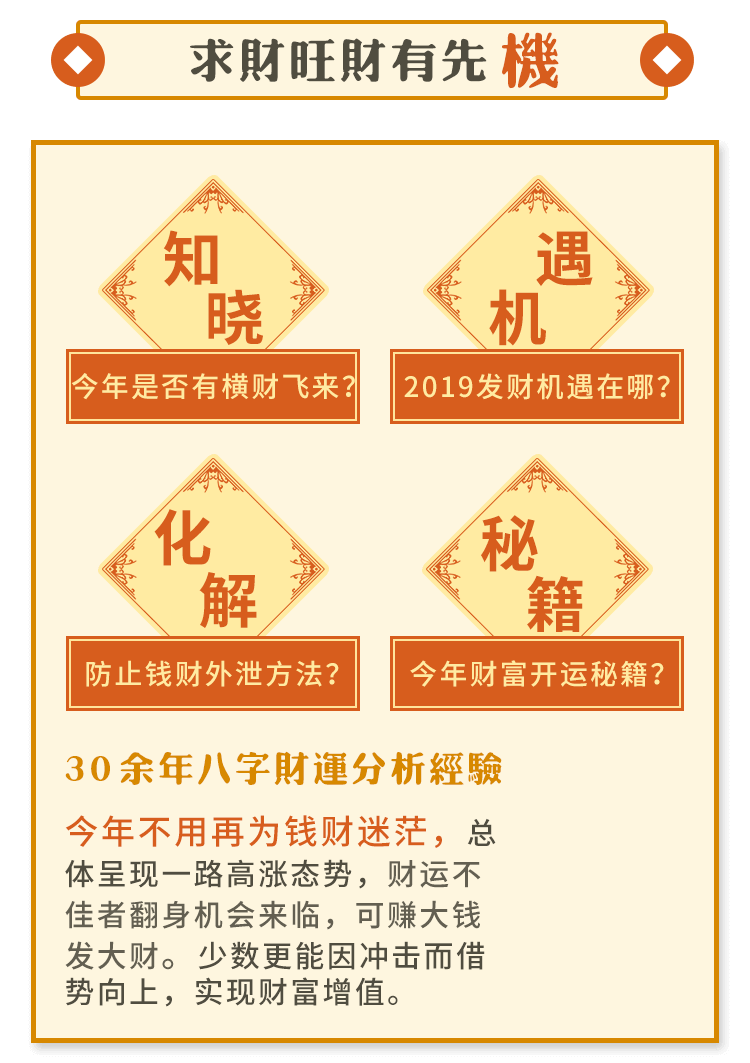 求財旺財有先機
知晓
今年是否有横财飞来?
遇机
2019发财机遇在哪?
化解
防止钱财外泄方法?
秘籍
今年财富开运秘籍?
30余年八字財運分析經驗
今年不用再为钱财迷茫，总
体呈现一路高涨态势，财运不
佳者翻身机会来临，可赚大钱
发大财。少数更能因冲击而借
势向上，实现财富增值。